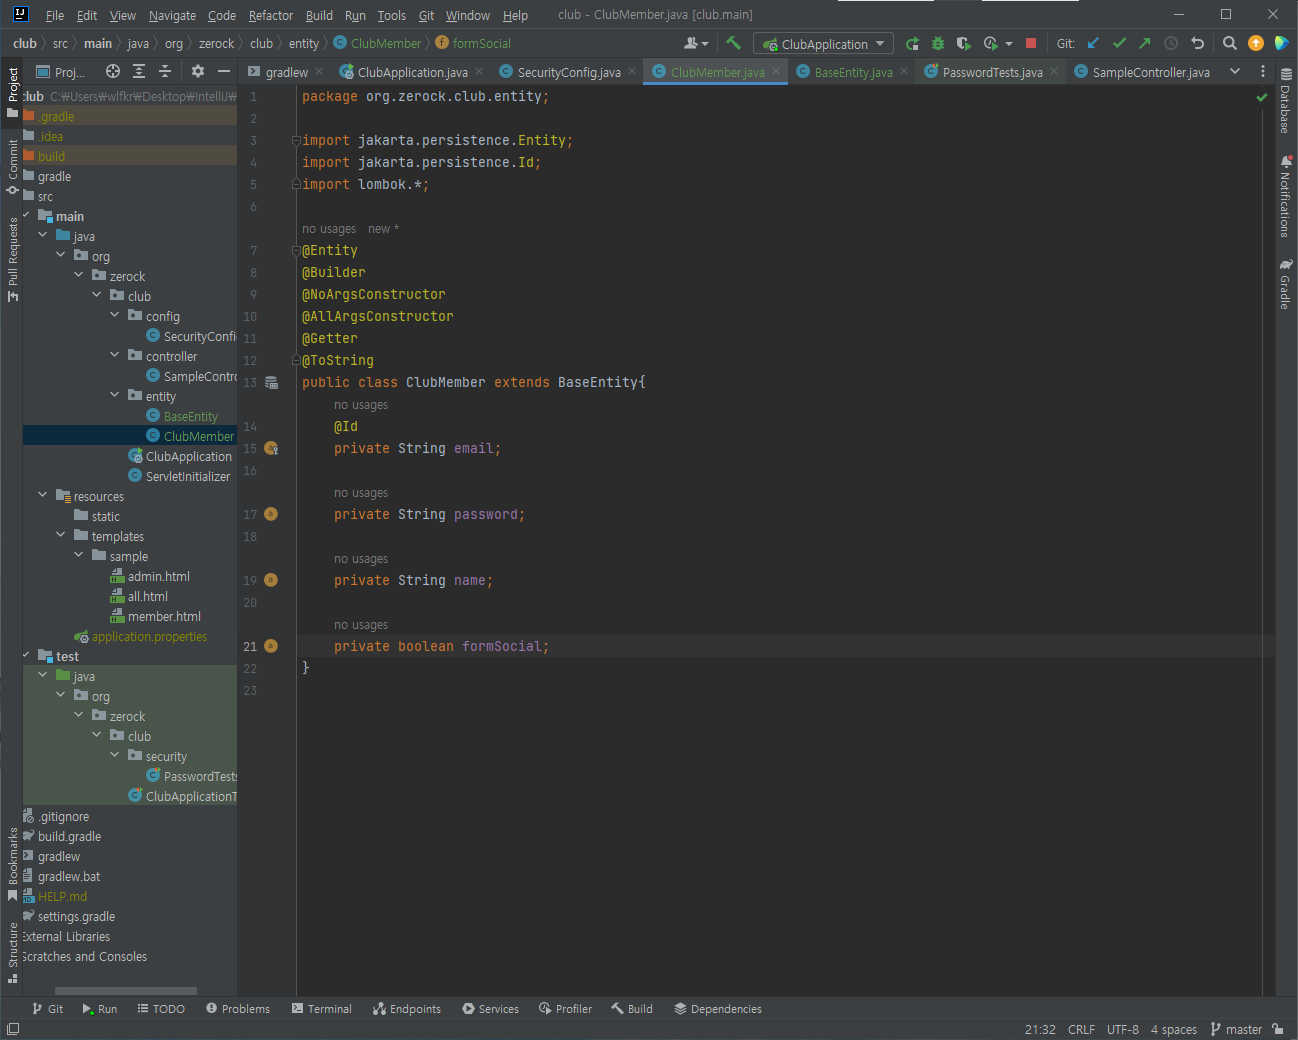 File Edit View Navigate Code Refactor Build Run Tools Git Window Help club - ClubMember.java [club.main]
club src main java org zerock club entity ClubMember formSocial ClubApplication Git:
Proj... gradlew ClubApplication.java SecurityConfig.java ClubMember.java BaseEntity.java PasswordTests.java SampleController.java
Project
Commit
Pull Requests
Bookmarks
Structure
club C:₩Users₩wlfkr₩Desktop₩IntelliJ₩
.gradle
.idea
build
gradle
src
main
java
org
zerock
club
config
SecurityConfi
controller
SampleContro
entity
BaseEntity
ClubMember
ClubApplication
ServletInitializer
resources
static
templates
sample
admin.html
all.html
member.html
application.properties
test
java
org
zerock
club
security
PasswordTests
ClubApplicationT
.gitignore
build.gradle
gradlew
gradlew.bat
HELP.md
settings.gradle
External Libraries
Scratches and Consoles
1 package org.zerock.club.entity;
2
3 import jakarta.persistence.Entity;
4 import jakarta.persistence.Id;
5 import lombok.*;
6
no usages new *
7 @Entity
8 @Builder
9 @NoArgsConstructor
10 @AllArgsConstructor
11 @Getter
12 @ToString
13 public class ClubMember extends BaseEntity{
no usages
14 @Id
15 private String email;
16
no usages
17 private String password;
18
no usages
19 private String name;
20
no usages
21 private boolean formSocial;
22 }
23
Database
Notifications
Gradle
Git Run TODO Problems Terminal Endpoints Services Profiler Build Dependencies
21:32 CRLF UTF-8 4 spaces master